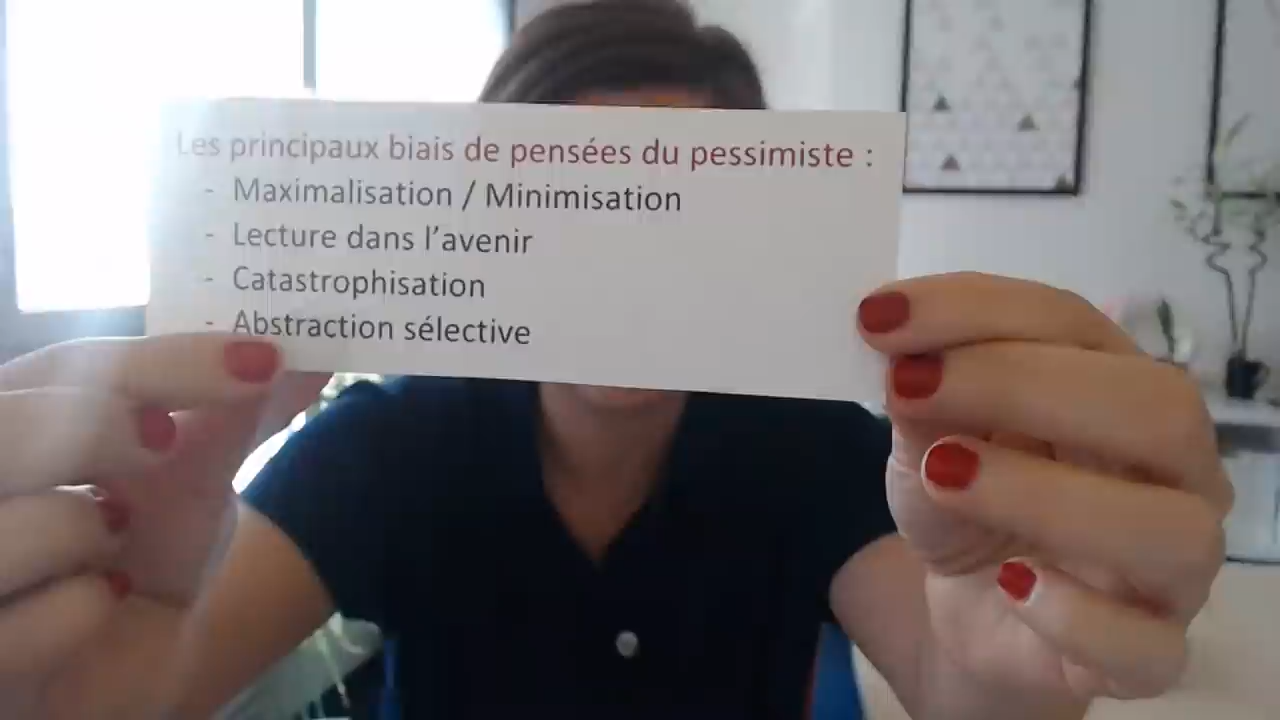 Les principaux biais de pensées du pessimiste :
- Maximalisation / Minimisation
- Lecture dans l’avenir
- Catastrophisation
- Abstraction sélective